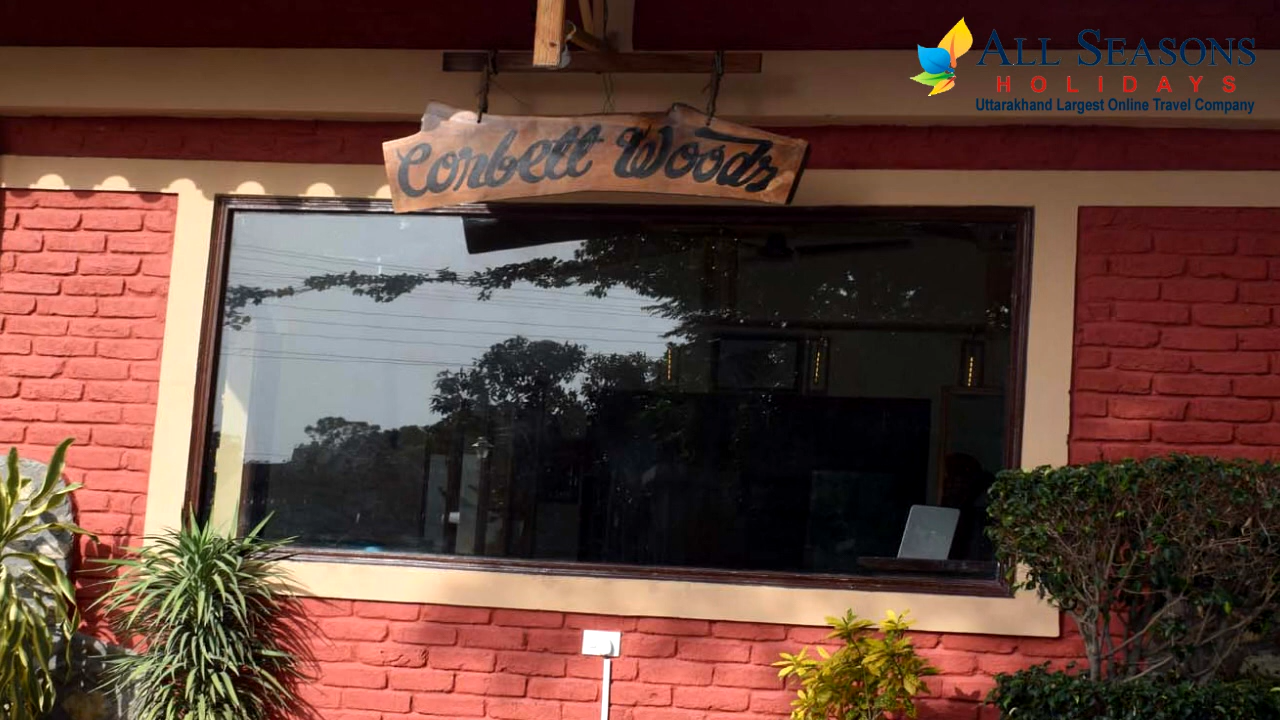 ALL SEASONS
HOLIDAYS
Uttarakhand Largest Online Travel Company
Corbett Woods